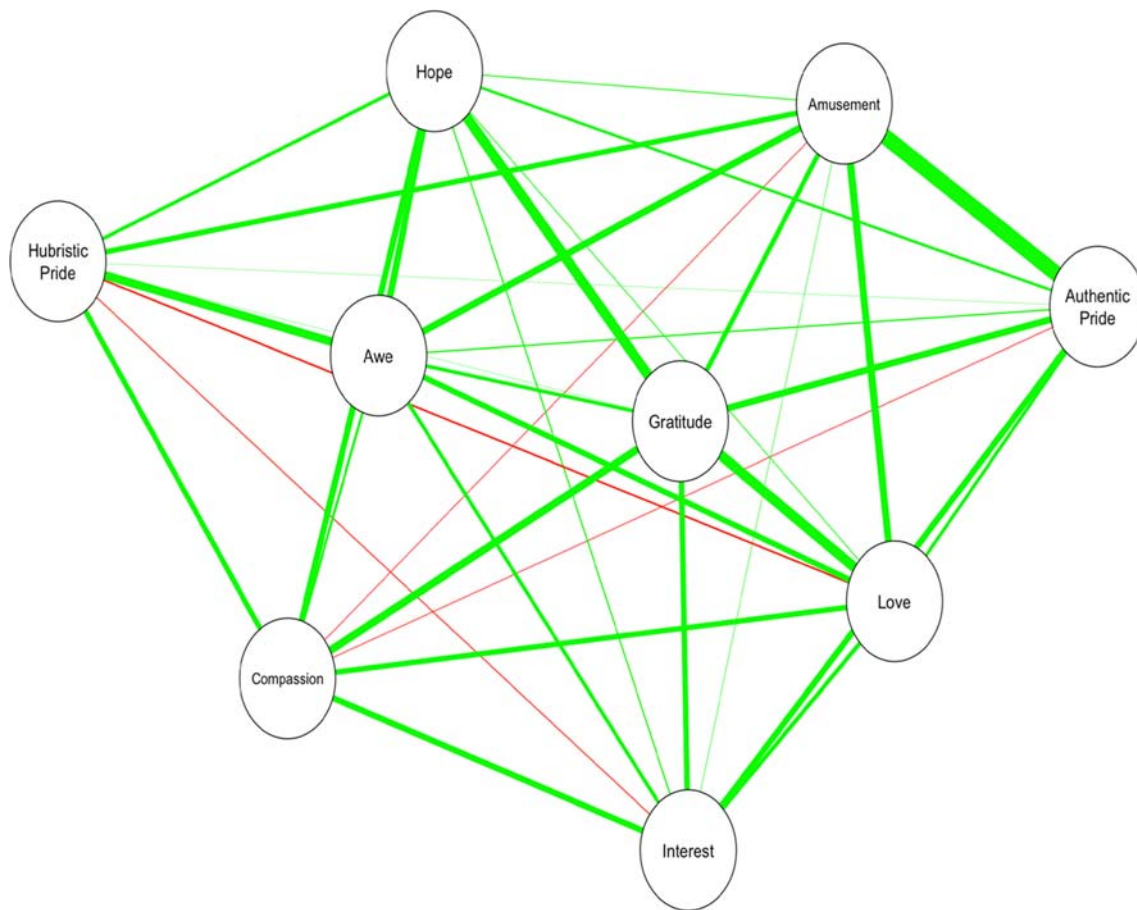 Hope
Amusement
Hubristic
Pride
Authentic
Pride
Awe
Gratitude
Love
Compassion
Interest